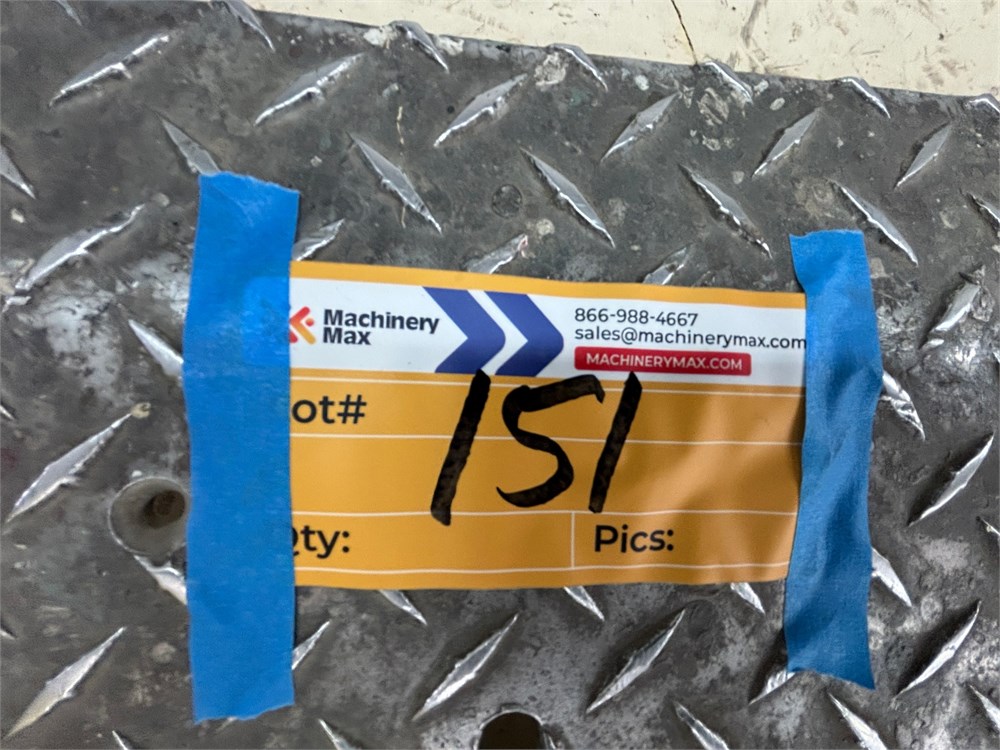 Machinery
Max
866-988-4667
sales@machinerymax.com
MACHINERYMAX.COM
ot#
151
ty:
Pics: